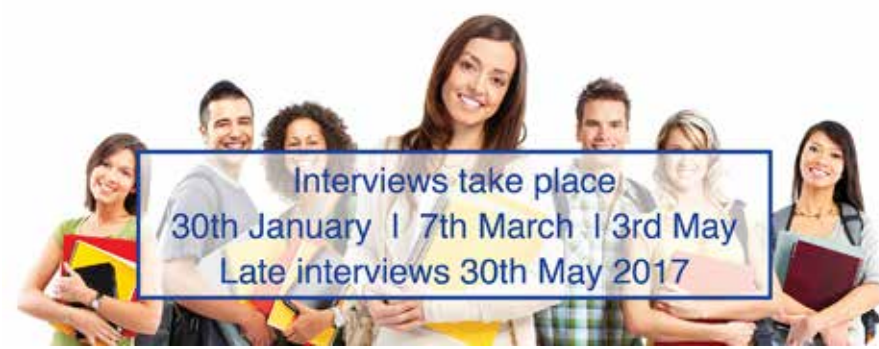 Interviews take place
30th January | 7th March | 3rd May
Late interviews 30th May 2017